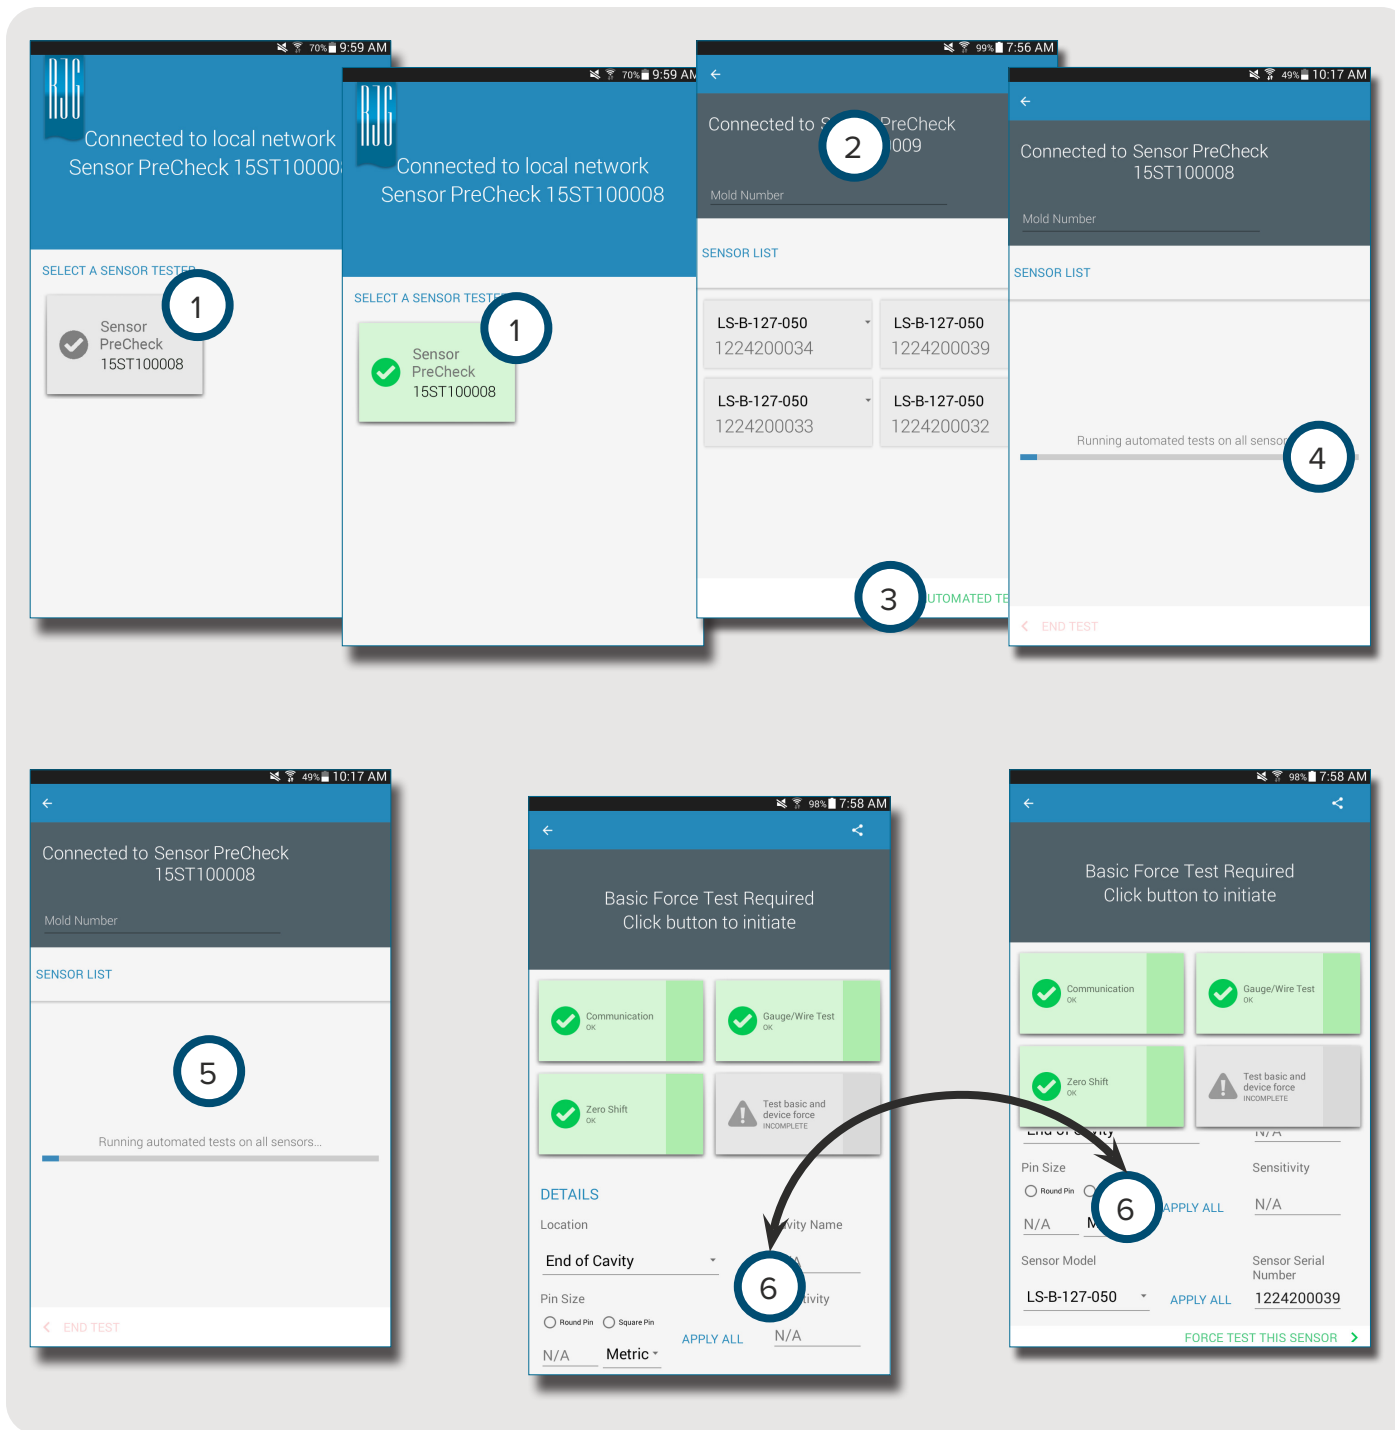 70% 9:59 AM
RJG
Connected to local network
Sensor PreCheck 15ST100008
SELECT A SENSOR TESTER
1
Sensor
PreCheck
15ST100008
70% 9:59 AM
RJG
Connected to local network
Sensor PreCheck 15ST100008
SELECT A SENSOR TESTE
1
Sensor
PreCheck
15ST100008
99% 7:56 AM
Connected to S PreCheck
009
2
Mold Number
SENSOR LIST
LS-B-127-050
1224200034
LS-B-127-050
1224200039
LS-B-127-050
1224200033
LS-B-127-050
1224200032
3
UTOMATED TE
49% 10:17 AM
Connected to Sensor PreCheck
15ST100008
Mold Number
SENSOR LIST
Running automated tests on all sensor
4
END TEST
49% 10:17 AM
Connected to Sensor PreCheck
15ST100008
Mold Number
SENSOR LIST
5
Running automated tests on all sensors...
END TEST
98% 7:58 AM
Basic Force Test Required
Click button to initiate
Communication
OK
Gauge/Wire Test
OK
Zero Shift
OK
Test basic and
device force
INCOMPLETE
DETAILS
Location
vity Name
End of Cavity
6
Pin Size
tivity
Round Pin Square Pin
APPLY ALL
N/A
N/A Metric
98% 7:58 AM
Basic Force Test Required
Click button to initiate
Communication
OK
Gauge/Wire Test
OK
Zero Shift
OK
Test basic and
device force
INCOMPLETE
End of Cavity
N/A
Pin Size
Sensitivity
Round Pin
6
APPLY ALL
N/A
N/A M
Sensor Model
Sensor Serial
Number
LS-B-127-050
APPLY ALL
1224200039
FORCE TEST THIS SENSOR